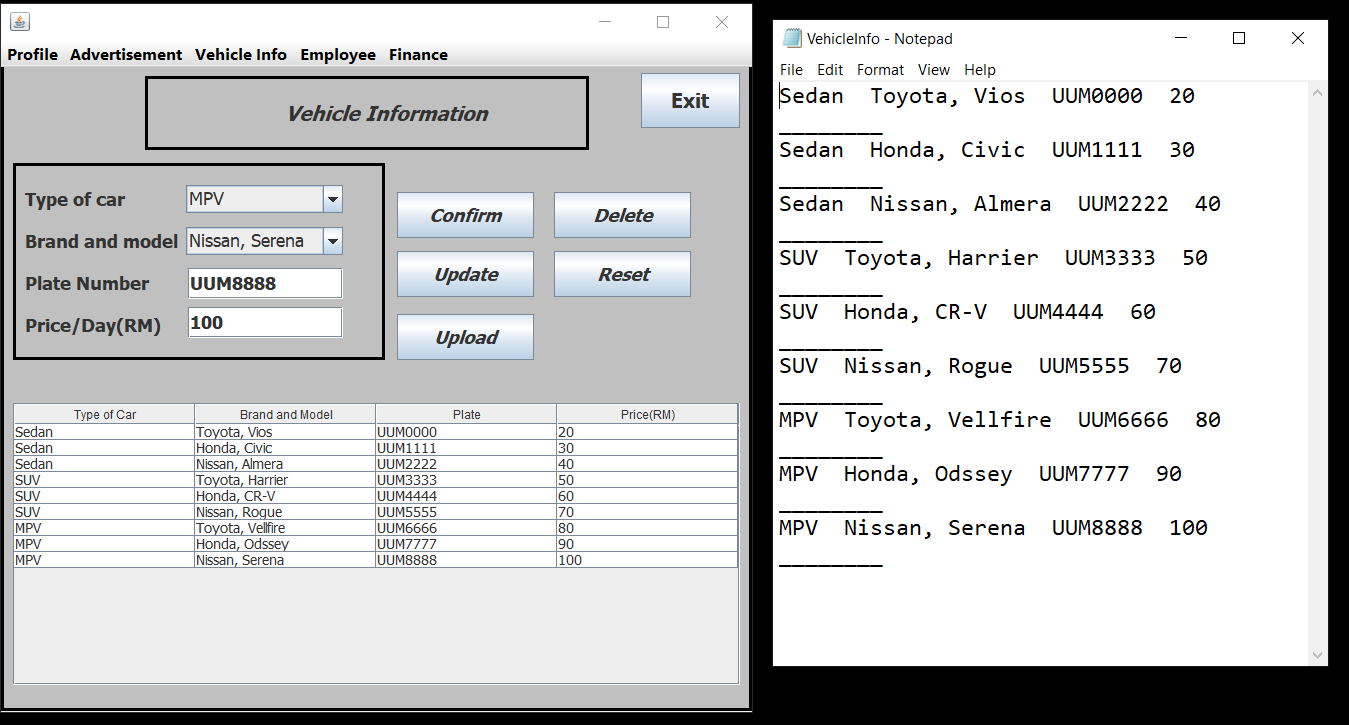 Profile Advertisement Vehicle Info Employee Finance
Vehicle Information
Exit
Type of car MPV
Brand and model Nissan, Serena
Plate Number UUM8888
Price/Day(RM) 100
Confirm Delete
Update Reset
Upload
Type of Car Brand and Model Plate Price(RM)
Sedan Toyota, Vios UUM0000 20
Sedan Honda, Civic UUM1111 30
Sedan Nissan, Almera UUM2222 40
SUV Toyota, Harrier UUM3333 50
SUV Honda, CR-V UUM4444 60
SUV Nissan, Rogue UUM5555 70
MPV Toyota, Vellfire UUM6666 80
MPV Honda, Odssey UUM7777 90
MPV Nissan, Serena UUM8888 100
VehicleInfo - Notepad
File Edit Format View Help
Sedan Toyota, Vios UUM0000 20
________
Sedan Honda, Civic UUM1111 30
________
Sedan Nissan, Almera UUM2222 40
________
SUV Toyota, Harrier UUM3333 50
________
SUV Honda, CR-V UUM4444 60
________
SUV Nissan, Rogue UUM5555 70
________
MPV Toyota, Vellfire UUM6666 80
________
MPV Honda, Odssey UUM7777 90
________
MPV Nissan, Serena UUM8888 100
________